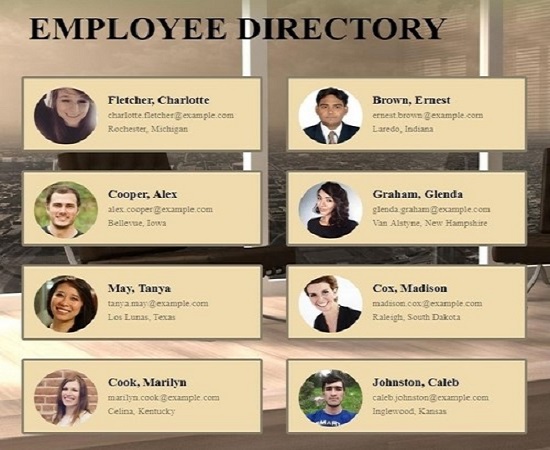 EMPLOYEE DIRECTORY
Fletcher, Charlotte
charlotte.fletcher@example.com
Rochester, Michigan
Brown, Ernest
ernest.brown@example.com
Laredo, Indiana
Cooper, Alex
alex.cooper@example.com
Bellevue, Iowa
Graham, Glenda
glenda.graham@example.com
Van Alstyne, New Hampshire
May, Tanya
tanya.may@example.com
Los Lunas, Texas
Cox, Madison
madison.cox@example.com
Raleigh, South Dakota
Cook, Marilyn
marilyn.cook@example.com
Celina, Kentucky
Johnston, Caleb
caleb.johnston@example.com
Inglewood, Kansas